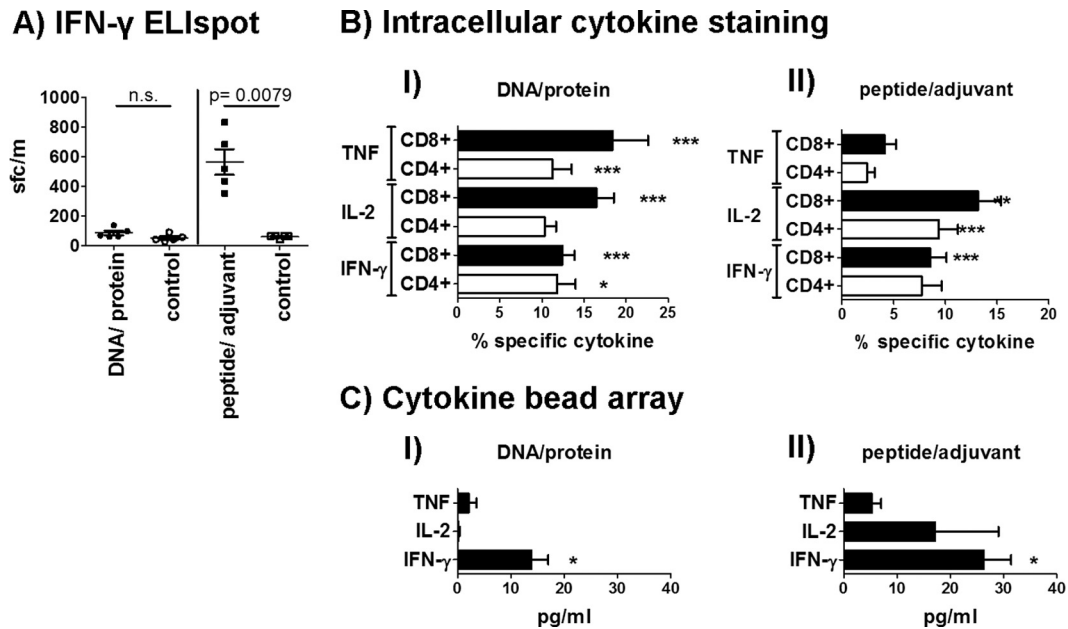 A) IFN-γ ELIspot
n.s.
p= 0.0079
1000
800
600
400
200
0
sfc/m
DNA/ protein
control
peptide/ adjuvant
control
B) Intracellular cytokine staining
I)
DNA/protein
TNF
CD8+
***
CD4+
***
IL-2
CD8+
***
CD4+
IFN-γ
CD8+
***
CD4+
*
0 5 10 15 20 25
% specific cytokine
II)
peptide/adjuvant
TNF
CD8+
CD4+
IL-2
CD8+
**
CD4+
***
IFN-γ
CD8+
***
CD4+
0 5 10 15 20
% specific cytokine
C) Cytokine bead array
I)
DNA/protein
TNF
IL-2
IFN-γ
*
0 10 20 30 40
pg/ml
II)
peptide/adjuvant
TNF
IL-2
IFN-γ
*
0 10 20 30 40
pg/ml